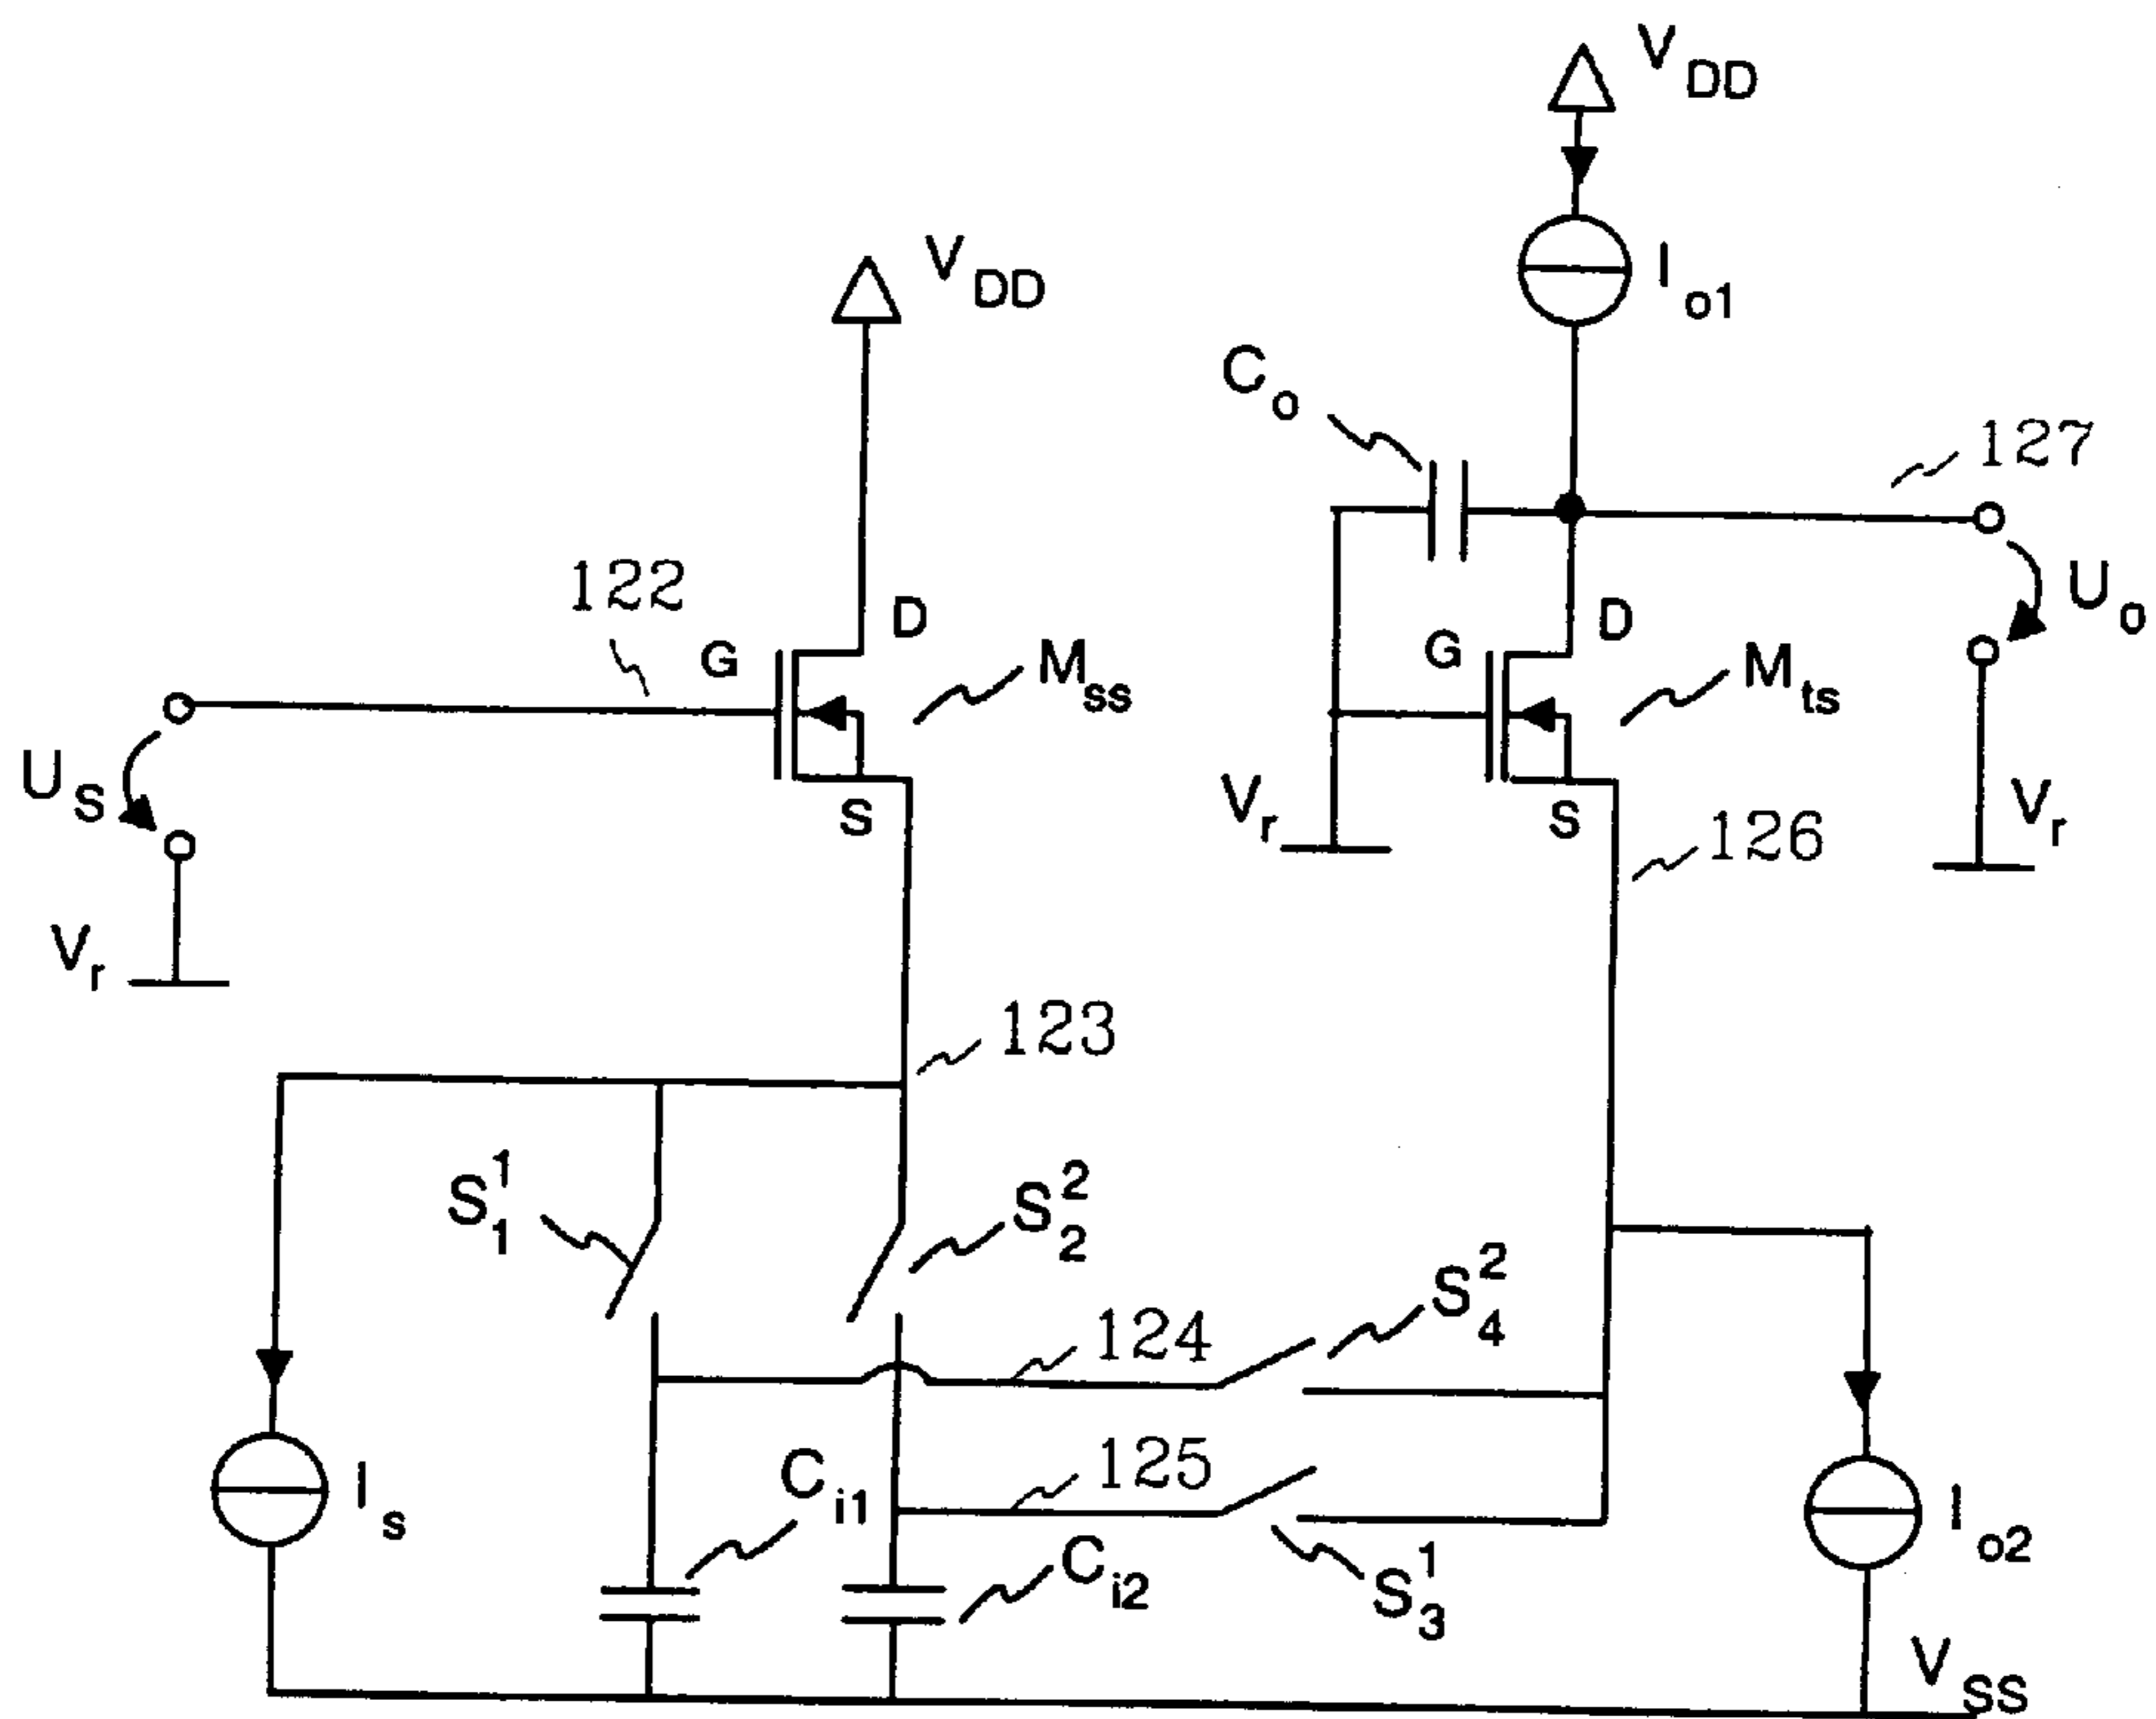 V_DD
V_DD
I_o1
C_o
127
122
D
D
U_o
G
G
M_ss
M_ts
U_S
V_r
V_r
S
S
126
V_r
123
S_1^1
S_2^2
S_4^2
124
125
C_i1
I_s
C_i2
I_o2
S_3^1
V_SS